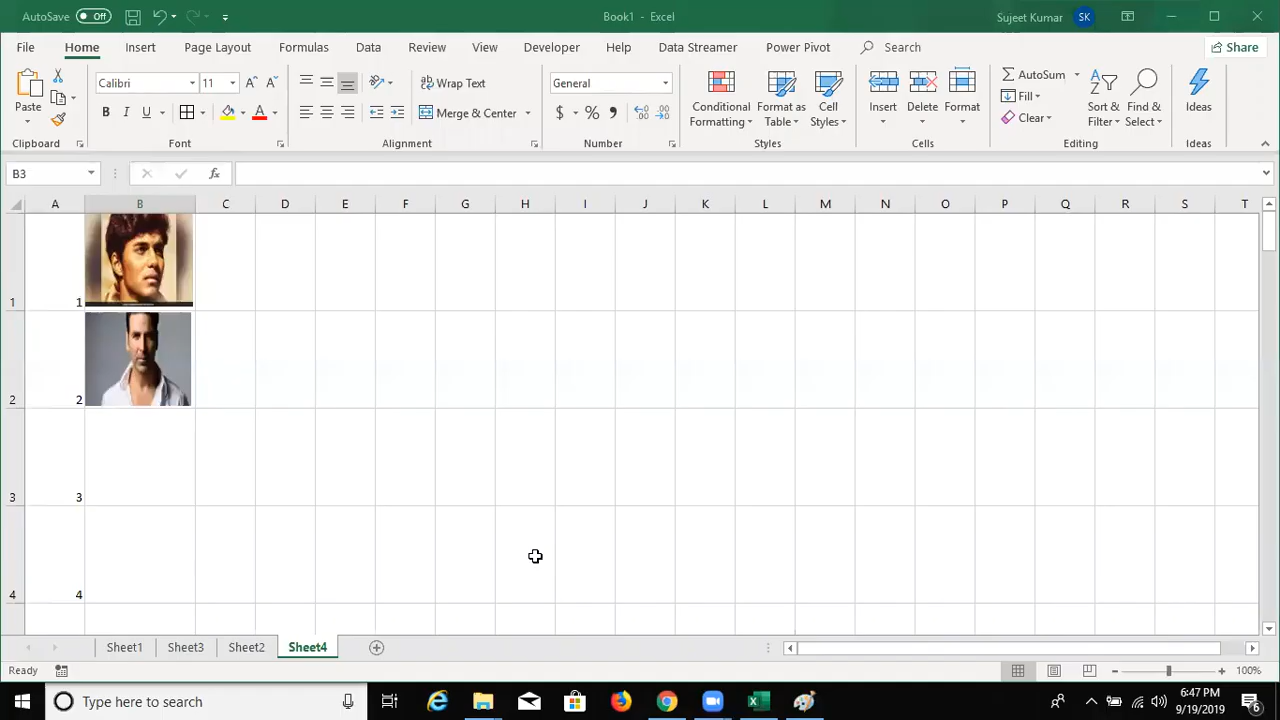 AutoSave Off Book1 - Excel Sujeet Kumar SK
File Home Insert Page Layout Formulas Data Review View Developer Help Data Streamer Power Pivot Search Share
Calibri 11 Wrap Text General AutoSum
Paste B I U Merge & Center $ % Conditional Formatting Format as Table Cell Styles Insert Delete Format Fill Clear Sort & Filter Find & Select Ideas
Clipboard Font Alignment Number Styles Cells Editing Ideas
B3 fx
A B C D E F G H I J K L M N O P Q R S T
1 1
2 2
3 3
4 4
Sheet1 Sheet3 Sheet2 Sheet4
Ready 100%
Type here to search 6:47 PM
9/19/2019 6